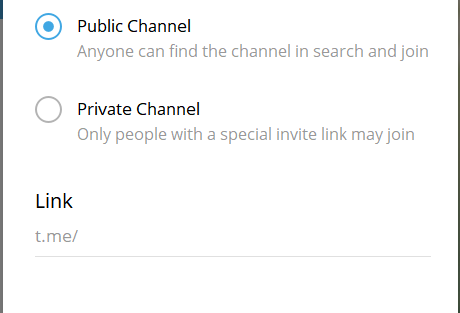 Public Channel
Anyone can find the channel in search and join
Private Channel
Only people with a special invite link may join
Link
t.me/